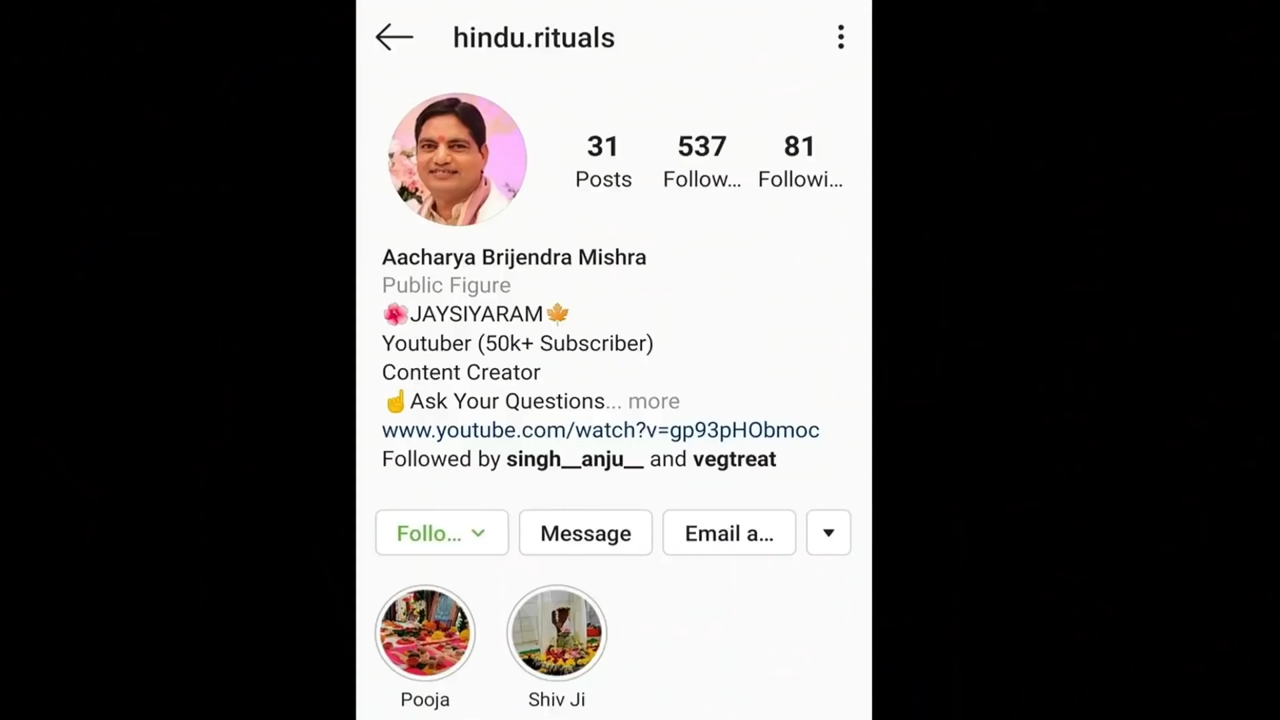 hindu.rituals
31 537 81
Posts Follow... Followi...
Aacharya Brijendra Mishra
Public Figure
🌺JAYSIYARAM🍁
Youtuber (50k+ Subscriber)
Content Creator
☝Ask Your Questions... more
www.youtube.com/watch?v=gp93pHObmoc
Followed by singh__anju__ and vegtreat
Follo... Message Email a...
Pooja Shiv Ji